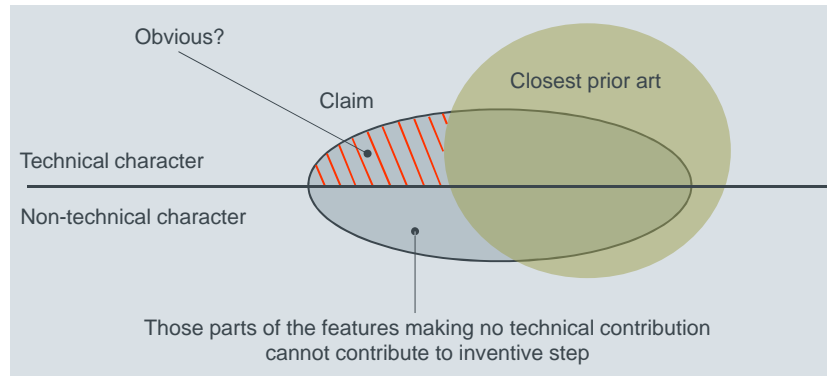 Obvious?
Closest prior art
Claim
Technical character
Non-technical character
Those parts of the features making no technical contribution
cannot contribute to inventive step